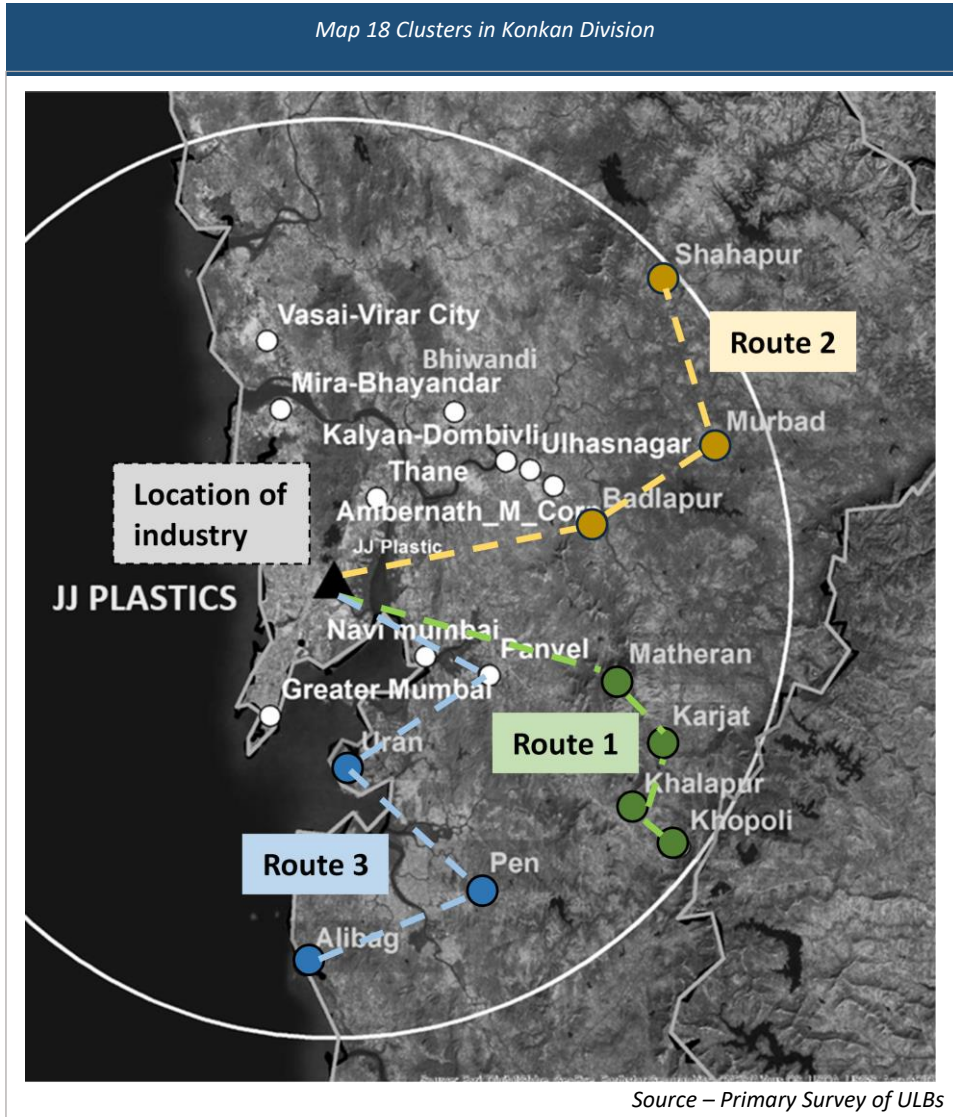 Map 18 Clusters in Konkan Division
Shahapur
Vasai-Virar City
Route 2
Bhiwandi
Mira-Bhayandar
Murbad
Kalyan-Dombivli
Ulhasnagar
Thane
Location of
industry
Badlapur
Ambernath_M_Corp
JJ Plastic
JJ PLASTICS
Navi mumbai
Panvel
Matheran
Greater Mumbai
Karjat
Route 1
Uran
Khalapur
Khopoli
Route 3
Pen
Alibag
Source – Primary Survey of ULBs